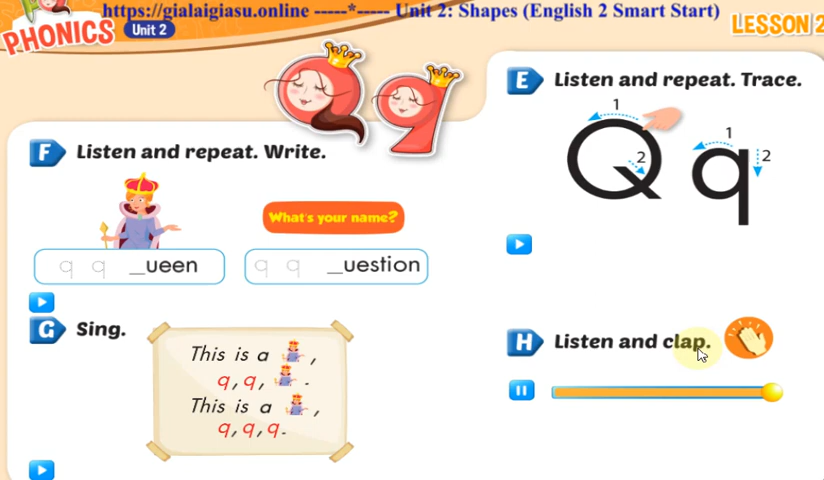 https://gialaigiasu.online -----*----- Unit 2: Shapes (English 2 Smart Start)
PHONICS Unit 2
LESSON 2
Q q
E Listen and repeat. Trace.
1
Q
2
1
q
2
F Listen and repeat. Write.
What's your name?
q q _ueen
q q _uestion
G Sing.
This is a ,
q, q, .
This is a ,
q, q, q.
H Listen and clap.